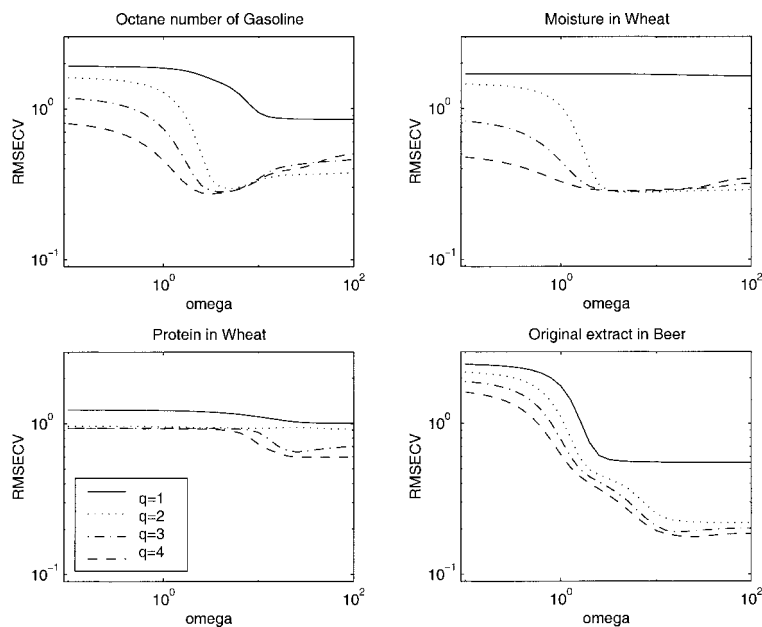 Octane number of Gasoline
RMSECV
10^0
10^-1
10^0
10^2
omega
Moisture in Wheat
RMSECV
10^0
10^-1
10^0
10^2
omega
Protein in Wheat
RMSECV
10^0
10^-1
q=1
q=2
q=3
q=4
10^0
10^2
omega
Original extract in Beer
RMSECV
10^0
10^-1
10^0
10^2
omega